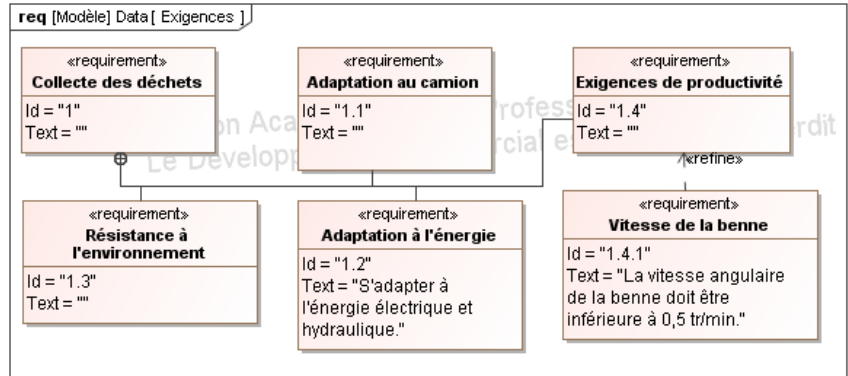 req [Modèle] Data [ Exigences ]
«requirement»
Collecte des déchets
Id = "1"
Text = ""
«requirement»
Adaptation au camion
Id = "1.1"
Text = ""
«requirement»
Exigences de productivité
Id = "1.4"
Text = ""
«refine»
«requirement»
Résistance à
l'environnement
Id = "1.3"
Text = ""
«requirement»
Adaptation à l'énergie
Id = "1.2"
Text = "S'adapter à
l'énergie électrique et
hydraulique."
«requirement»
Vitesse de la benne
Id = "1.4.1"
Text = "La vitesse angulaire
de la benne doit être
inférieure à 0,5 tr/min."